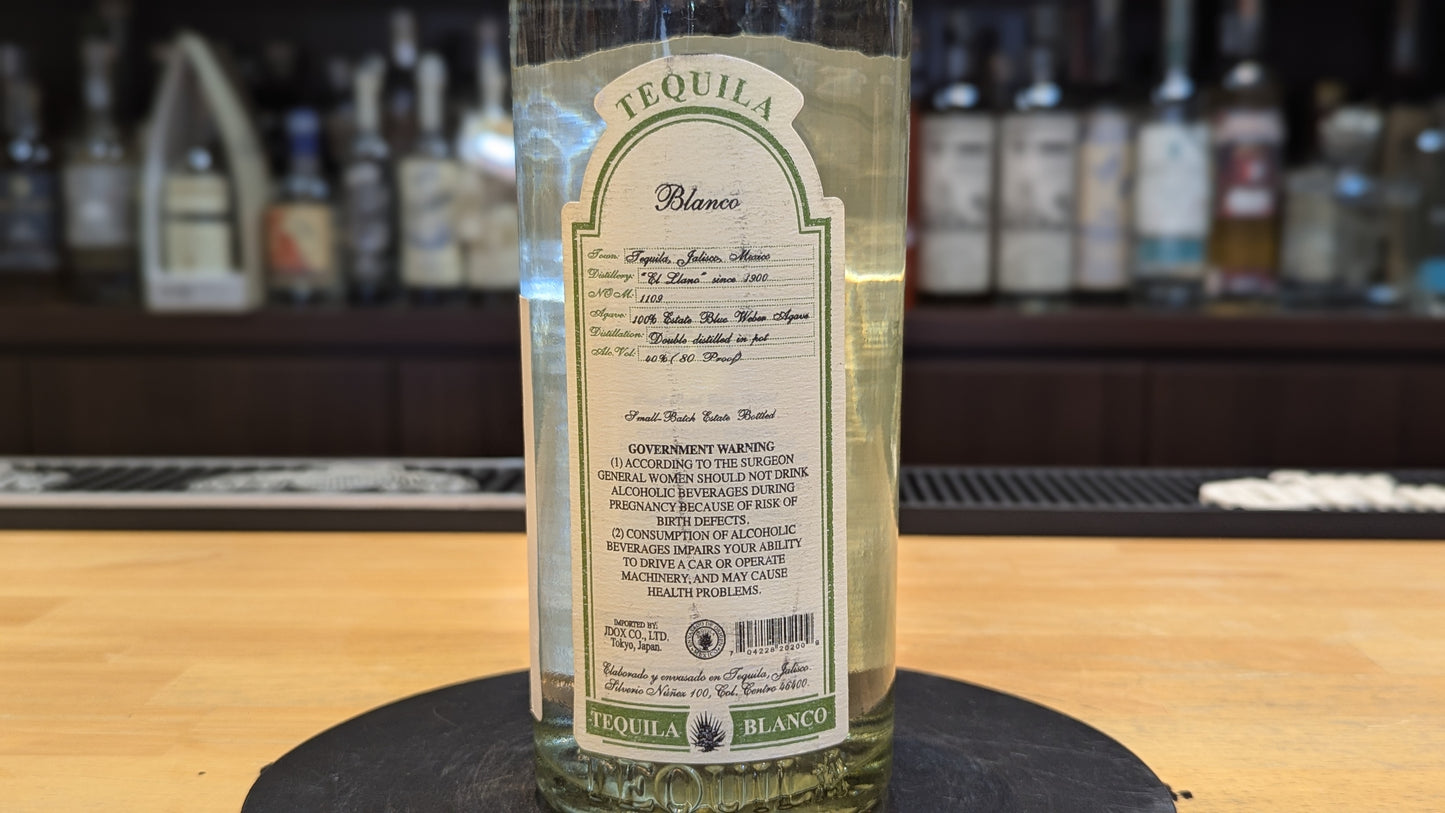 TEQUILA
Blanco
Town: Tequila, Jalisco, Mexico
Distillery: "El Llano" since 1900
NOM: 1109
Agave: 100% Estate Blue Weber Agave
Distillation: Double distilled in pot
Alc.Vol: 40% ( 80 Proof)
Small-Batch Estate Bottled
GOVERNMENT WARNING
(1) ACCORDING TO THE SURGEON
GENERAL WOMEN SHOULD NOT DRINK
ALCOHOLIC BEVERAGES DURING
PREGNANCY BECAUSE OF RISK OF
BIRTH DEFECTS.
(2) CONSUMPTION OF ALCOHOLIC
BEVERAGES IMPAIRS YOUR ABILITY
TO DRIVE A CAR OR OPERATE
MACHINERY, AND MAY CAUSE
HEALTH PROBLEMS.
IMPORTED BY:
JDOX CO., LTD.
Tokyo, Japan.
Elaborado y envasado en Tequila, Jalisco.
Silverio Núñez 100, Col. Centro 46400.
TEQUILA BLANCO
TEQUILA